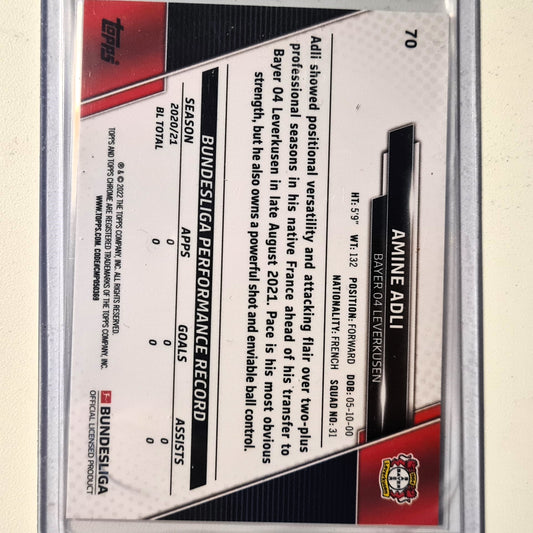 70
AMINE ADLI
BAYER 04 LEVERKUSEN
HT: 5'9" WT: 132 POSITION: FORWARD DOB: 05-10-00
NATIONALITY: FRENCH SQUAD NO: 31
Adli showed positional versatility and attacking flair over two-plus
professional seasons in his native France ahead of his transfer to
Bayer 04 Leverkusen in late August 2021. Pace is his most obvious
strength, but he also owns a powerful shot and enviable ball control.
BUNDESLIGA PERFORMANCE RECORD
SEASON APPS GOALS ASSISTS
2020/21 0 0 0
BL TOTAL 0 0 0
topps
® & © 2022 THE TOPPS COMPANY, INC. ALL RIGHTS RESERVED.
TOPPS AND TOPPS CHROME ARE REGISTERED TRADEMARKS OF THE TOPPS COMPANY, INC.
WWW.TOPPS.COM.
BUNDESLIGA
OFFICIAL LICENSED PRODUCT